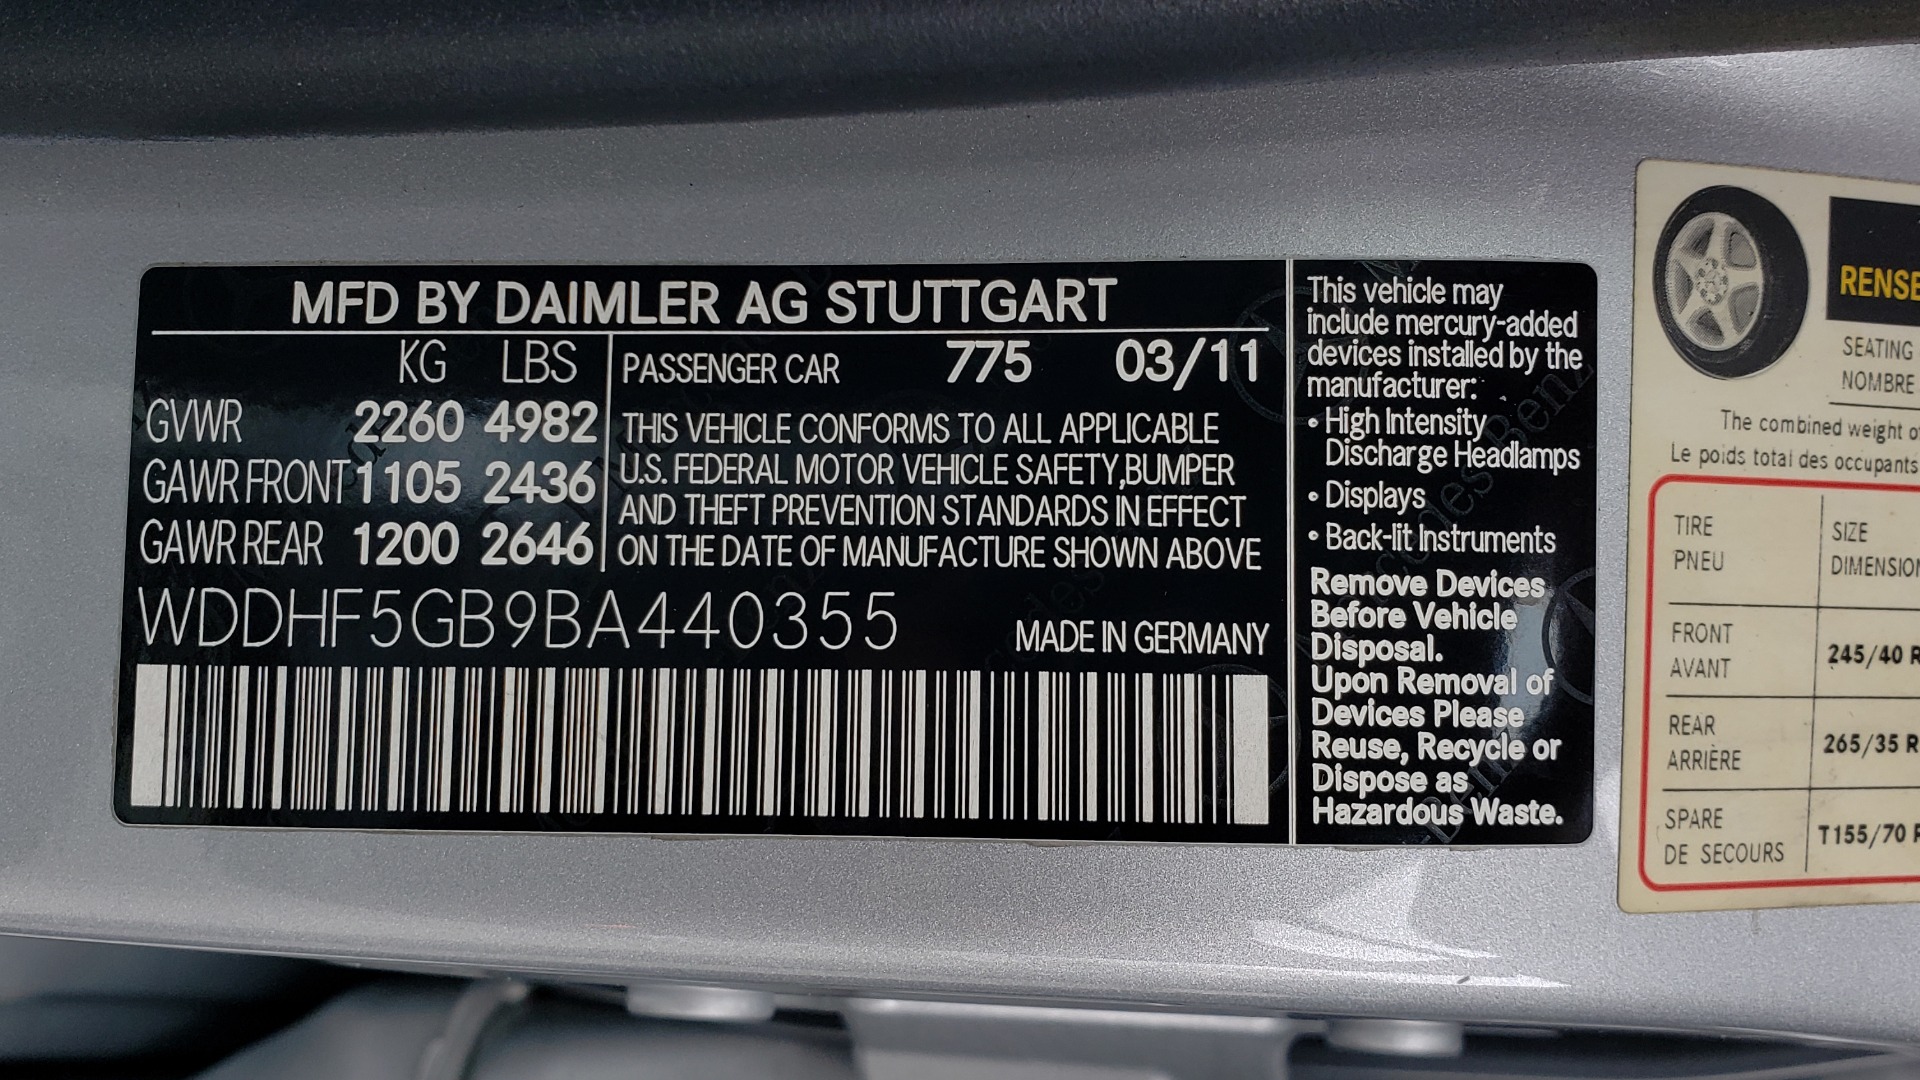 MFD BY DAIMLER AG STUTTGART
KG LBS
GVWR 2260 4982
GAWR FRONT 1105 2436
GAWR REAR 1200 2646
PASSENGER CAR 775 03/11
THIS VEHICLE CONFORMS TO ALL APPLICABLE
U.S. FEDERAL MOTOR VEHICLE SAFETY,BUMPER
AND THEFT PREVENTION STANDARDS IN EFFECT
ON THE DATE OF MANUFACTURE SHOWN ABOVE
WDDHF5GB9BA440355
MADE IN GERMANY
This vehicle may
include mercury-added
devices installed by the
manufacturer:
• High Intensity
Discharge Headlamps
• Displays
• Back-lit Instruments
Remove Devices
Before Vehicle
Disposal.
Upon Removal of
Devices Please
Reuse, Recycle or
Dispose as
Hazardous Waste.
RENSE
SEATING
NOMBRE
The combined weight o
Le poids total des occupants
TIRE
PNEU
SIZE
DIMENSION
FRONT
AVANT
245/40 R
REAR
ARRIÈRE
265/35 R
SPARE
DE SECOURS
T155/70 R